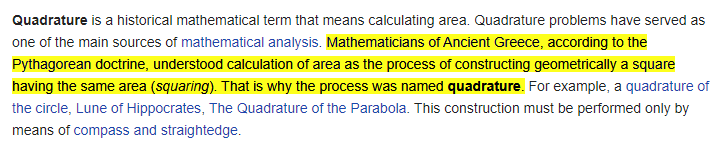 Quadrature is a historical mathematical term that means calculating area. Quadrature problems have served as
one of the main sources of mathematical analysis. Mathematicians of Ancient Greece, according to the
Pythagorean doctrine, understood calculation of area as the process of constructing geometrically a square
having the same area (squaring). That is why the process was named quadrature. For example, a quadrature of
the circle, Lune of Hippocrates, The Quadrature of the Parabola. This construction must be performed only by
means of compass and straightedge.